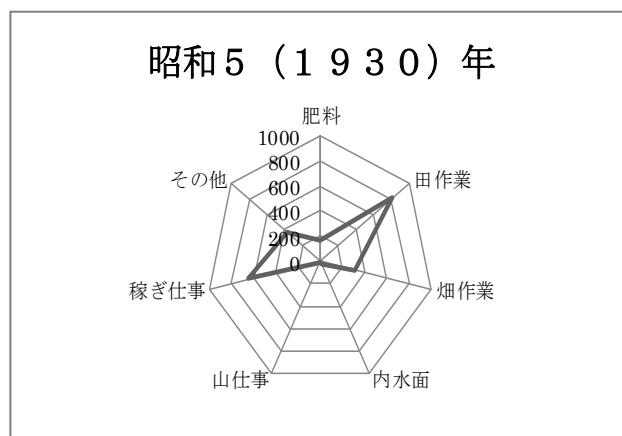 昭和５（１９３０）年
肥料
1000
800
600
400
200
0
田作業
畑作業
内水面
山仕事
稼ぎ仕事
その他